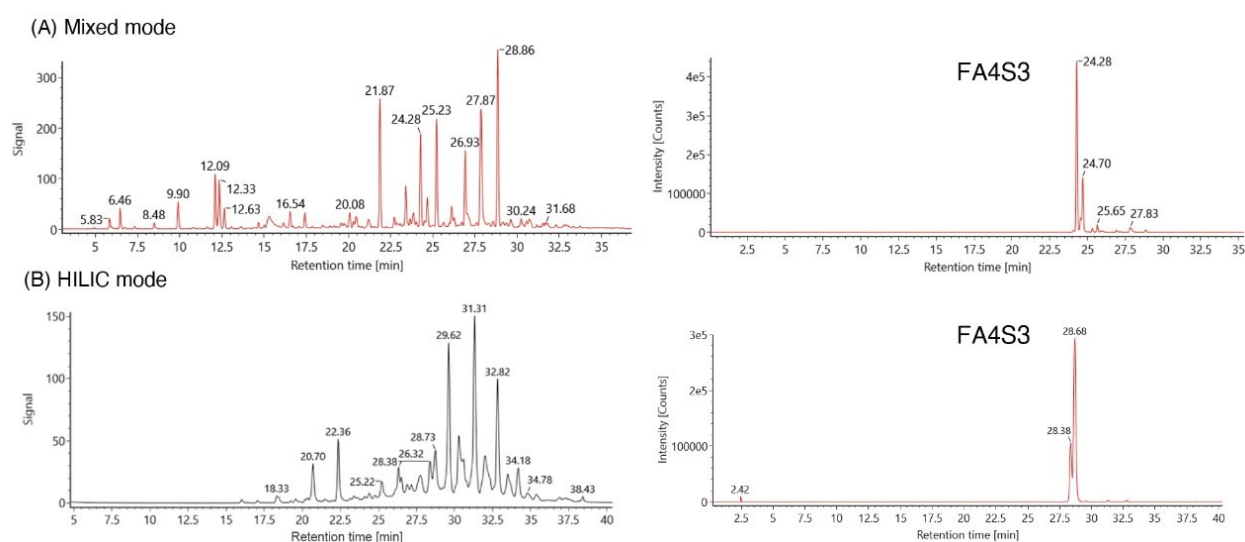 (A) Mixed mode
300
200
100
0
Signal
5.83
6.46
8.48
9.90
12.09
12.33
12.63
16.54
20.08
21.87
24.28
25.23
26.93
27.87
28.86
30.24
31.68
5 7.5 10 12.5 15 17.5 20 22.5 25 27.5 30 32.5 35
Retention time [min]
FA4S3
4e5
3e5
2e5
100000
0
Intensity [Counts]
24.28
24.70
25.65
27.83
2.5 5 7.5 10 12.5 15 17.5 20 22.5 25 27.5 30 32.5 35
Retention time [min]
(B) HILIC mode
150
100
50
0
Signal
18.33
20.70
22.36
25.22
28.38
26.32
28.73
29.62
31.31
32.82
34.18
34.78
38.43
5 7.5 10 12.5 15 17.5 20 22.5 25 27.5 30 32.5 35 37.5 40
Retention time [min]
FA4S3
3e5
2e5
100000
0
Intensity [Counts]
2.42
28.38
28.68
2.5 5 7.5 10 12.5 15 17.5 20 22.5 25 27.5 30 32.5 35 37.5 40
Retention time [min]